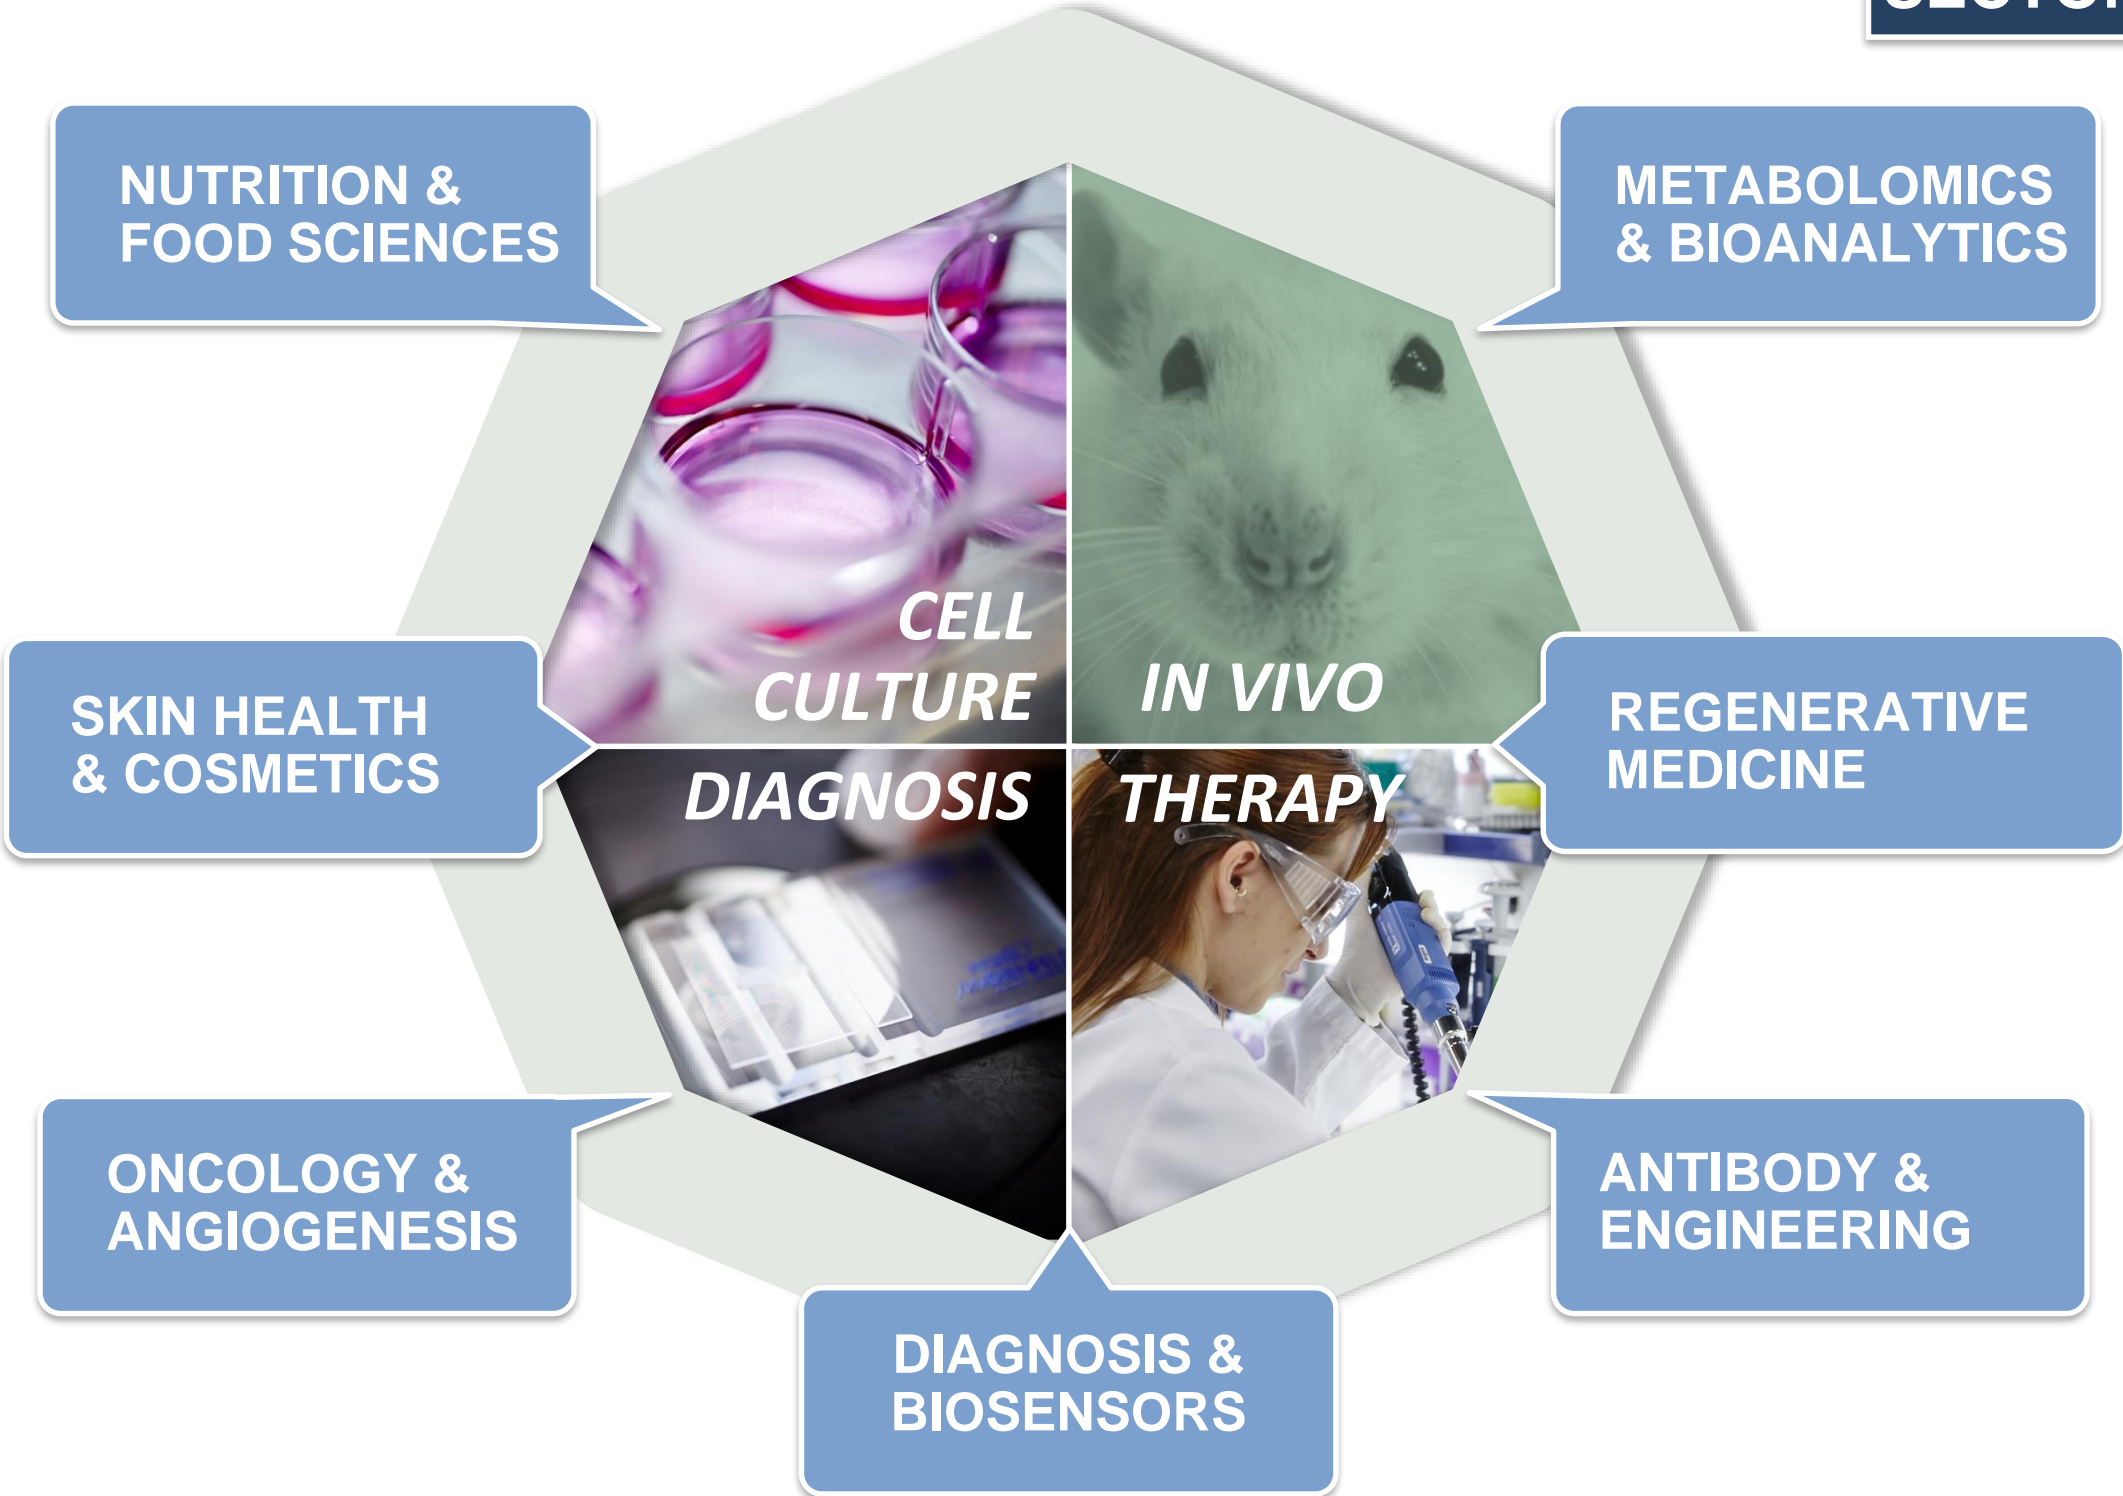 NUTRITION &
FOOD SCIENCES
METABOLOMICS
& BIOANALYTICS
CELL
CULTURE
IN VIVO
SKIN HEALTH
& COSMETICS
REGENERATIVE
MEDICINE
DIAGNOSIS
THERAPY
ONCOLOGY &
ANGIOGENESIS
ANTIBODY &
ENGINEERING
DIAGNOSIS &
BIOSENSORS